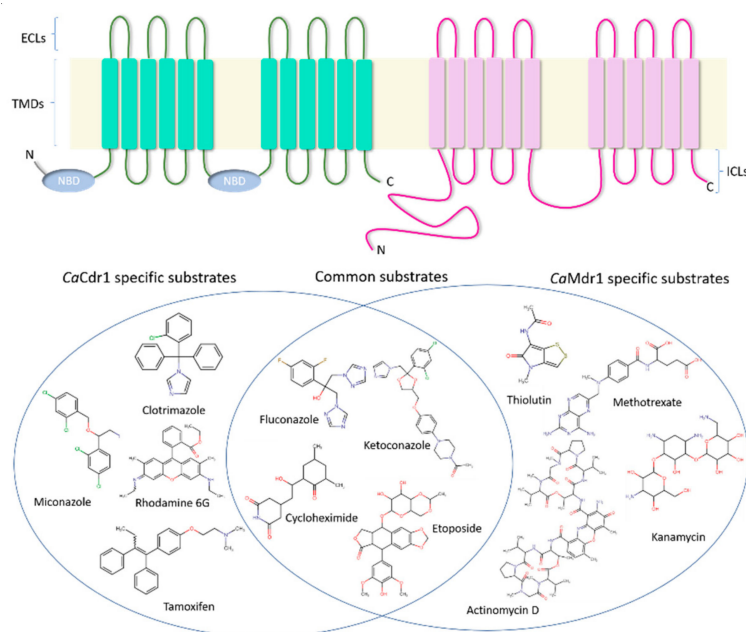 ECLs
TMDs
N
NBD
NBD
C
N
C
ICLs
CaCdr1 specific substrates
Common substrates
CaMdr1 specific substrates
Clotrimazole
Miconazole
Rhodamine 6G
Tamoxifen
Fluconazole
Ketoconazole
Cycloheximide
Etoposide
Thiolutin
Methotrexate
Kanamycin
Actinomycin D